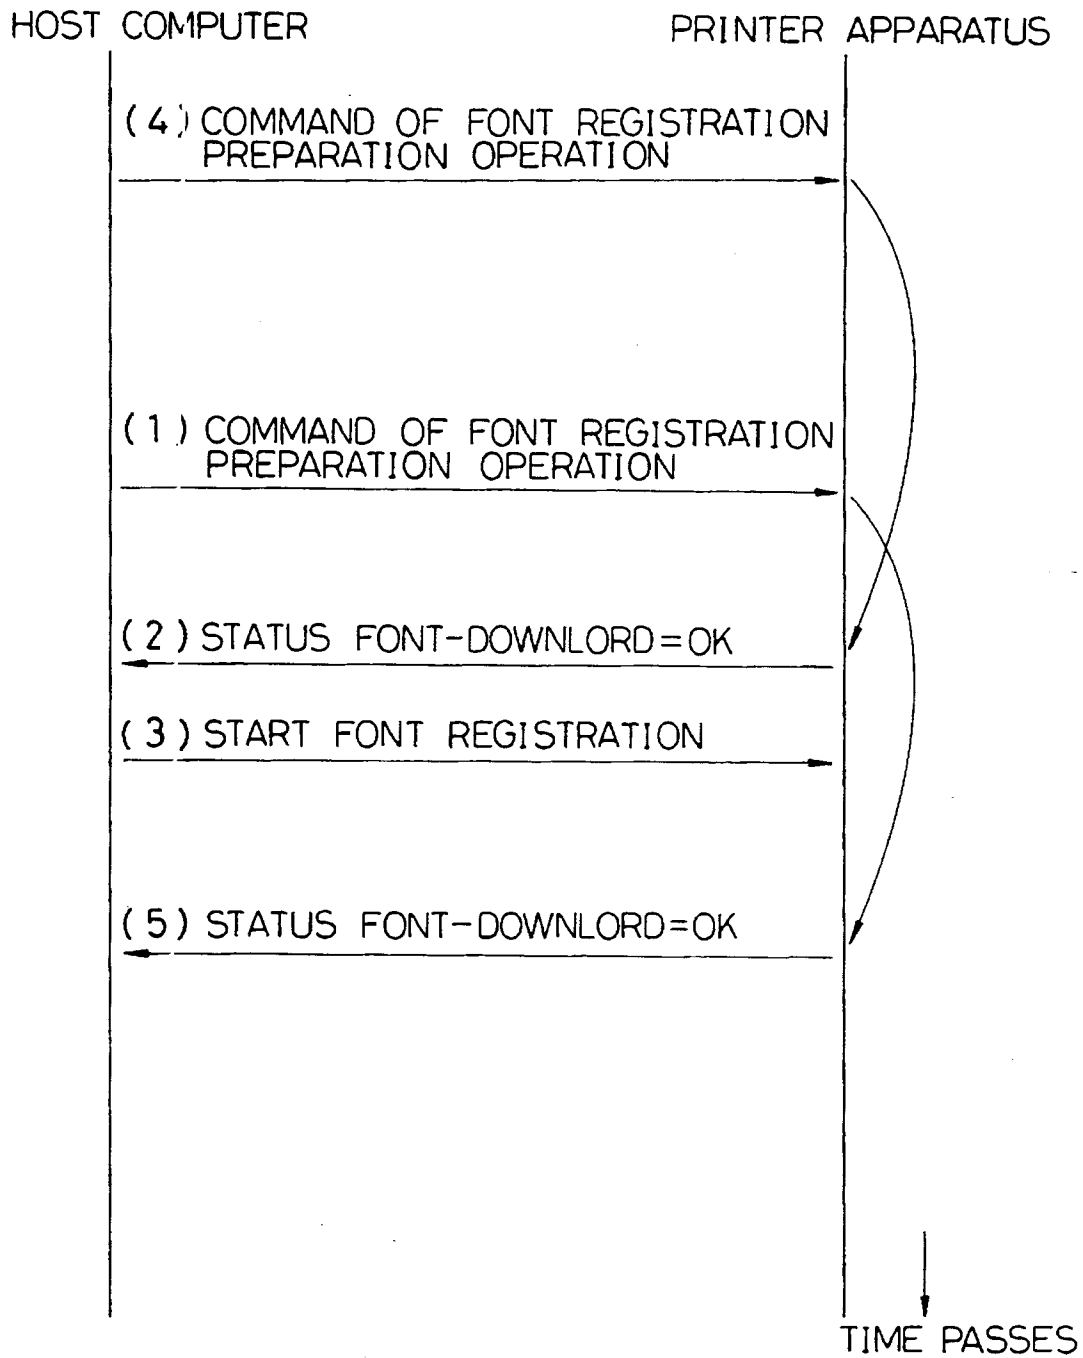 HOST COMPUTER
PRINTER APPARATUS
(4) COMMAND OF FONT REGISTRATION
PREPARATION OPERATION
(1) COMMAND OF FONT REGISTRATION
PREPARATION OPERATION
(2) STATUS FONT-DOWNLORD=OK
(3) START FONT REGISTRATION
(5) STATUS FONT-DOWNLORD=OK
TIME PASSES